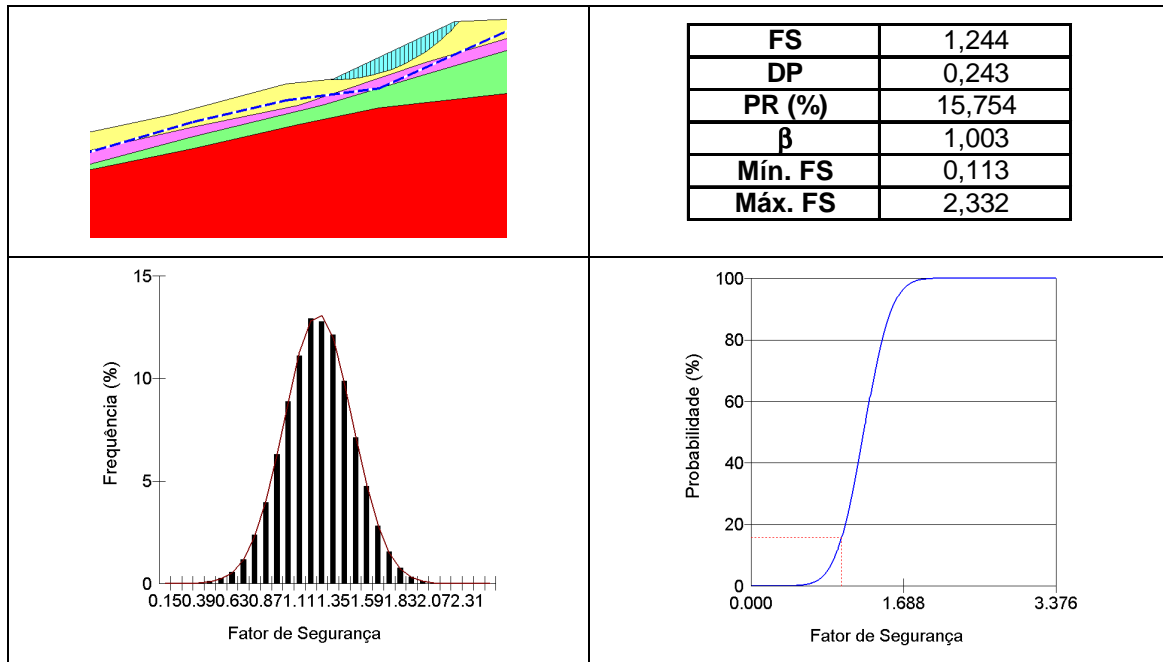 FS 1,244
DP 0,243
PR (%) 15,754
β 1,003
Mín. FS 0,113
Máx. FS 2,332
15
10
5
0
Frequência (%)
0.150.390.630.871.111.351.591.832.072.31
Fator de Segurança
100
80
60
40
20
0
Probabilidade (%)
0.000 1.688 3.376
Fator de Segurança